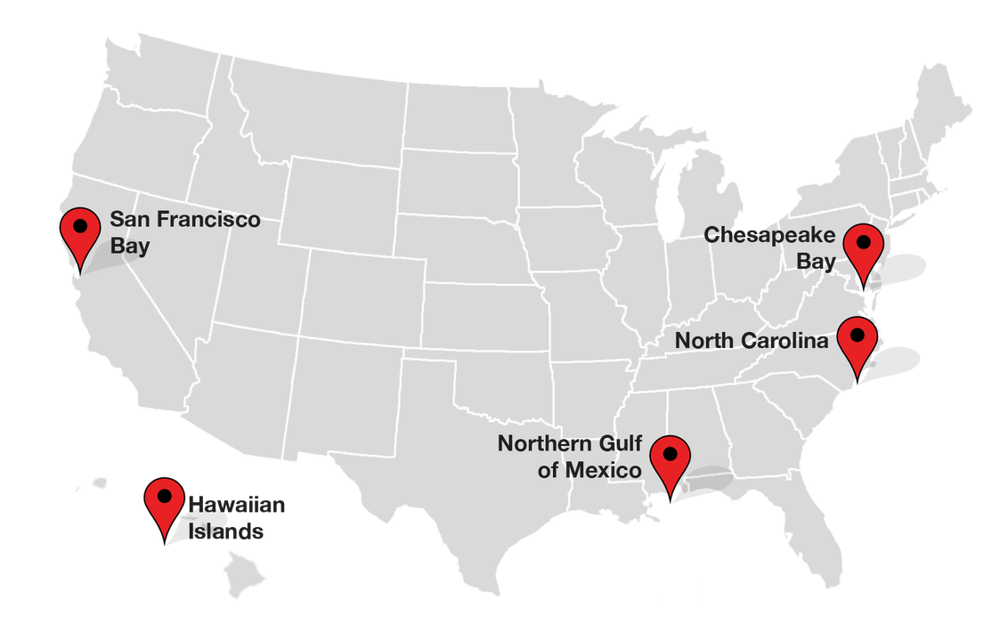 San Francisco
Bay
Chesapeake
Bay
North Carolina
Northern Gulf
of Mexico
Hawaiian
Islands